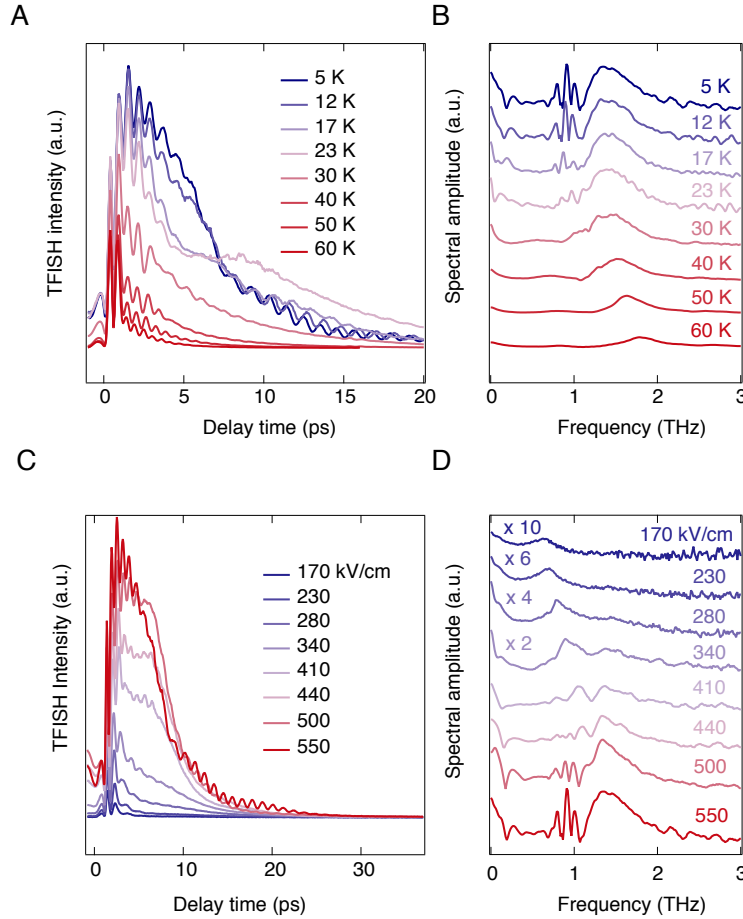 A
TFISH intensity (a.u.)
5 K
12 K
17 K
23 K
30 K
40 K
50 K
60 K
0
5
10
15
20
Delay time (ps)
B
Spectral amplitude (a.u.)
5 K
12 K
17 K
23 K
30 K
40 K
50 K
60 K
0
1
2
3
Frequency (THz)
C
TFISH Intensity (a.u.)
170 kV/cm
230
280
340
410
440
500
550
0
10
20
30
Delay time (ps)
D
Spectral amplitude (a.u.)
x 10
170 kV/cm
x 6
230
x 4
280
x 2
340
410
440
500
550
0
1
2
3
Frequency (THz)